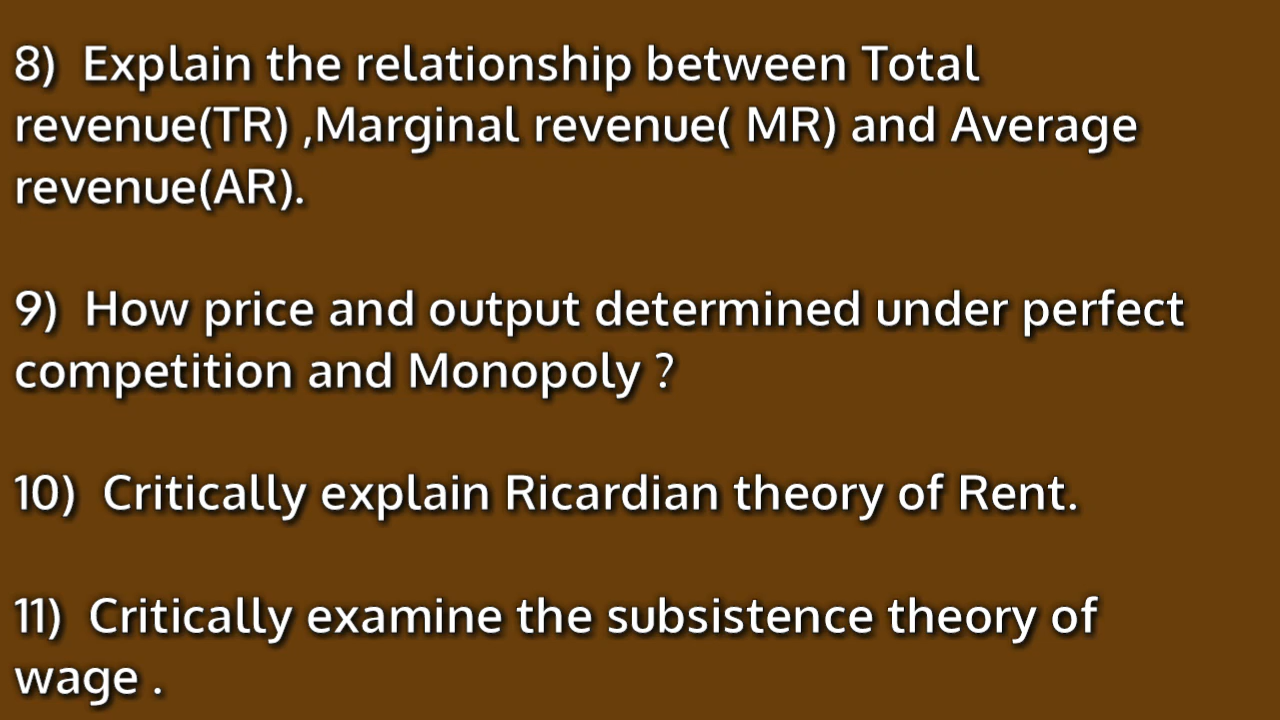 8)  Explain the relationship between Total
revenue(TR) ,Marginal revenue( MR) and Average
revenue(AR).
9)  How price and output determined under perfect
competition and Monopoly ?
10)  Critically explain Ricardian theory of Rent.
11)  Critically examine the subsistence theory of
wage .